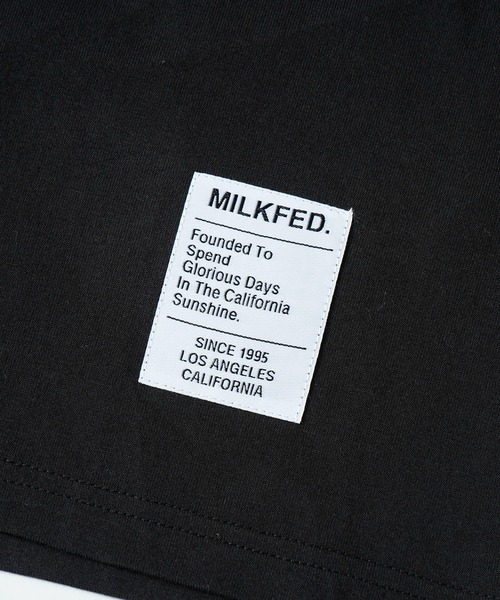 MILKFED.
Founded To
Spend
Glorious Days
In The California
Sunshine.
SINCE 1995
LOS ANGELES
CALIFORNIA